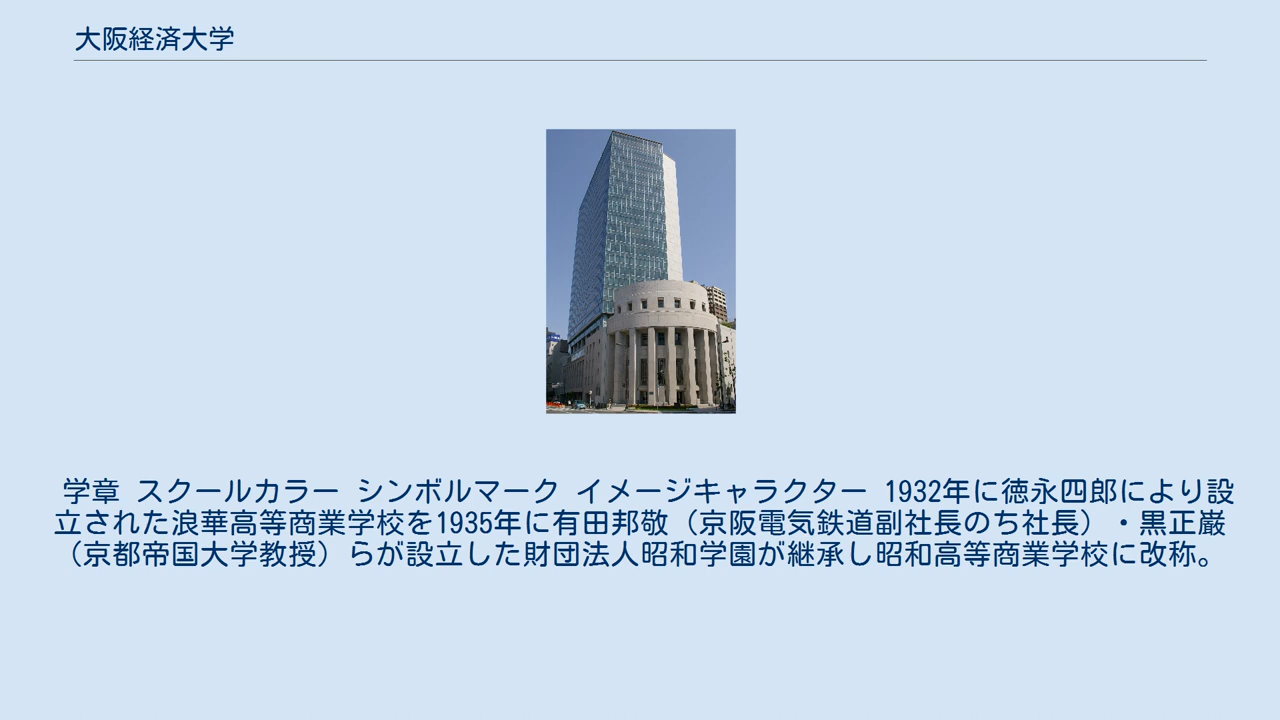 大阪経済大学
学章 スクールカラー シンボルマーク イメージキャラクター 1932年に徳永四郎により設
立された浪華高等商業学校を1935年に有田邦敬（京阪電気鉄道副社長のち社長）・黒正巌
（京都帝国大学教授）らが設立した財団法人昭和学園が継承し昭和高等商業学校に改称。